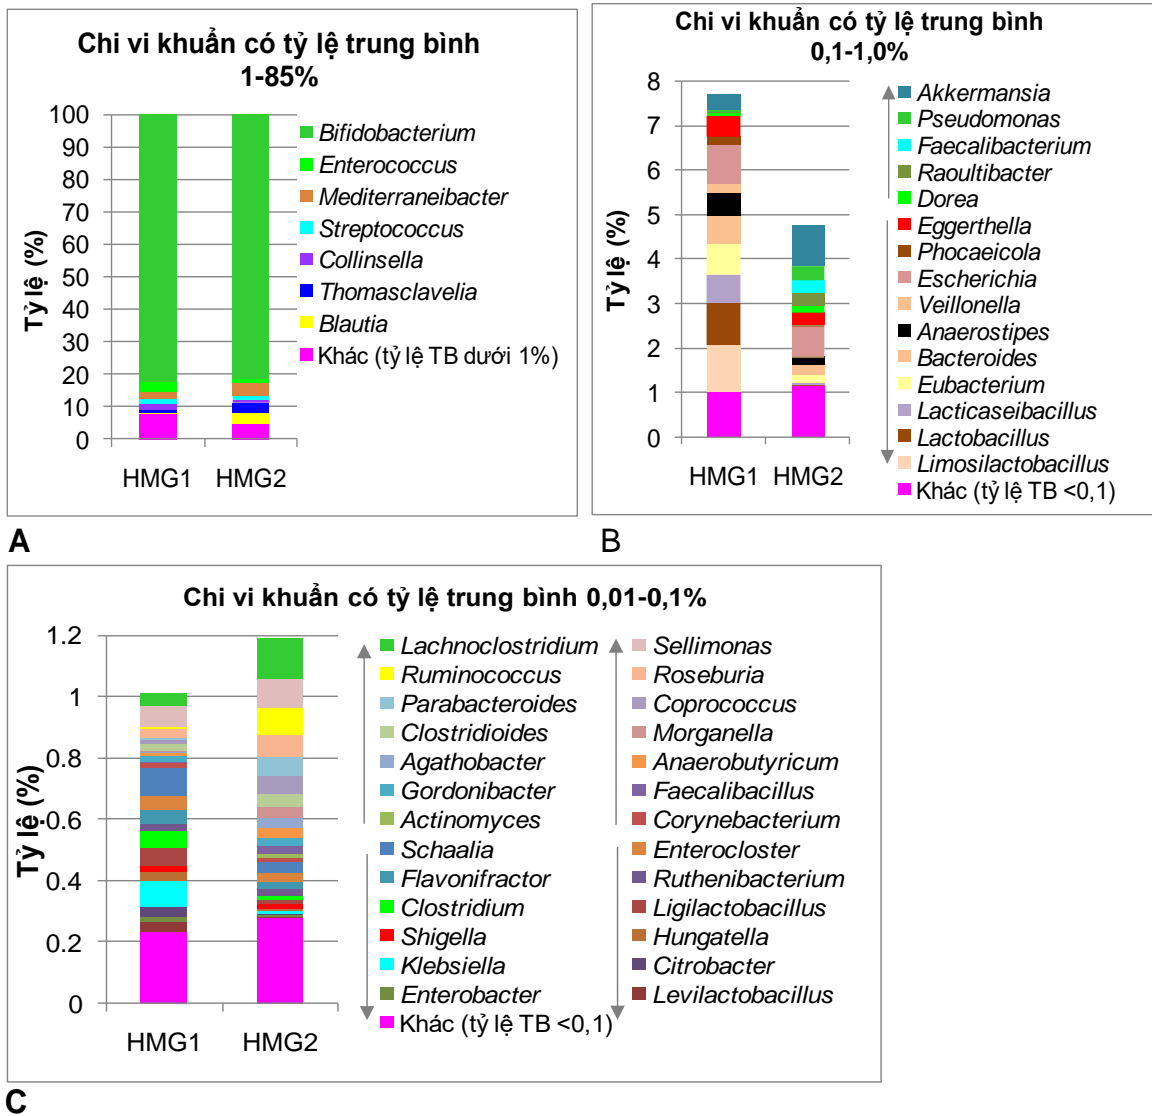 Chi vi khuẩn có tỷ lệ trung bình
1-85%
Tỷ lệ (%)
100
90
80
70
60
50
40
30
20
10
0
HMG1
HMG2
Bifidobacterium
Enterococcus
Mediterraneibacter
Streptococcus
Collinsella
Thomasclavelia
Blautia
Khác (tỷ lệ TB dưới 1%)
A
Chi vi khuẩn có tỷ lệ trung bình
0,1-1,0%
Tỷ lệ (%)
8
7
6
5
4
3
2
1
0
HMG1
HMG2
Akkermansia
Pseudomonas
Faecalibacterium
Raoultibacter
Dorea
Eggerthella
Phocaeicola
Escherichia
Veillonella
Anaerostipes
Bacteroides
Eubacterium
Lacticaseibacillus
Lactobacillus
Limosilactobacillus
Khác (tỷ lệ TB <0,1)
B
Chi vi khuẩn có tỷ lệ trung bình 0,01-0,1%
Tỷ lệ (%)
1.2
1
0.8
0.6
0.4
0.2
0
HMG1
HMG2
Lachnoclostridium
Ruminococcus
Parabacteroides
Clostridioides
Agathobacter
Gordonibacter
Actinomyces
Schaalia
Flavonifractor
Clostridium
Shigella
Klebsiella
Enterobacter
Khác (tỷ lệ TB <0,1)
Sellimonas
Roseburia
Coprococcus
Morganella
Anaerobutyricum
Faecalibacillus
Corynebacterium
Enterocloster
Ruthenibacterium
Ligilactobacillus
Hungatella
Citrobacter
Levilactobacillus
C